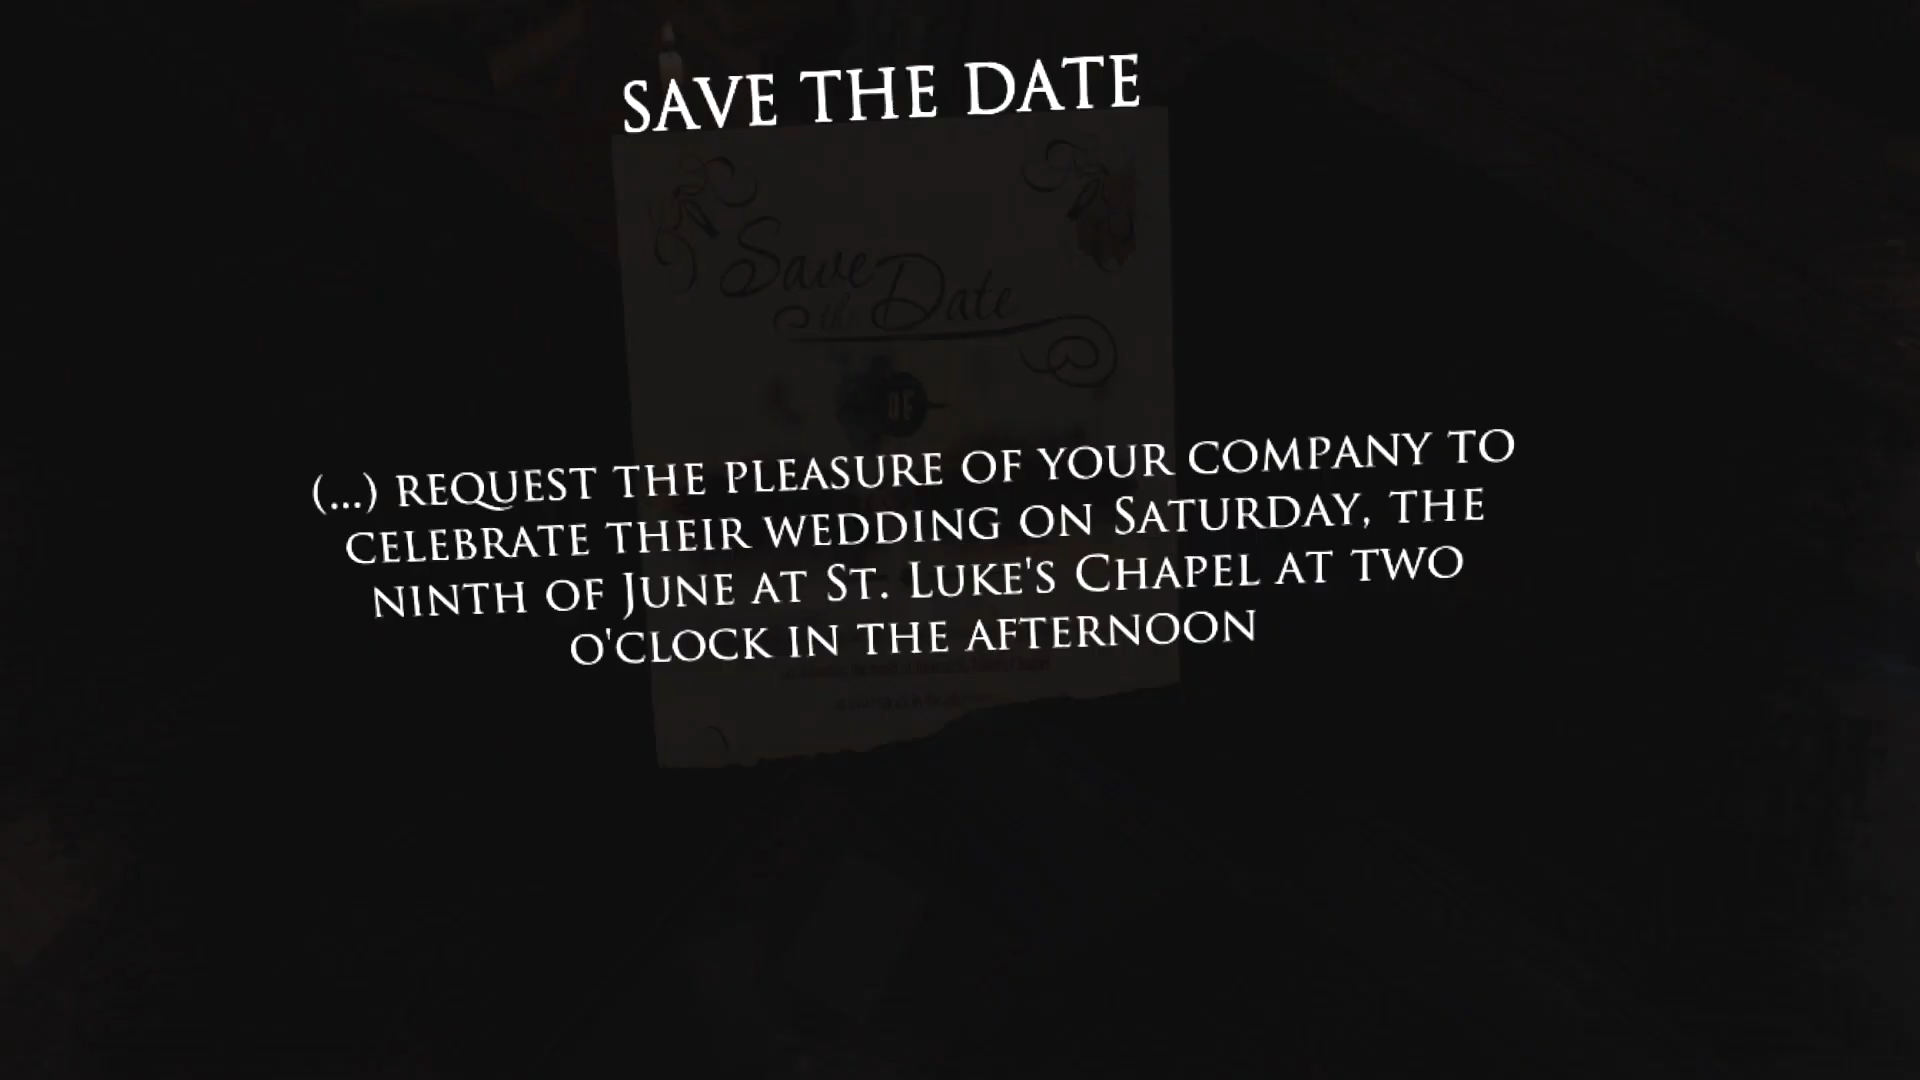 SAVE THE DATE
Save
the Date
OF
(...) REQUEST THE PLEASURE OF YOUR COMPANY TO
CELEBRATE THEIR WEDDING ON SATURDAY, THE
NINTH OF JUNE AT ST. LUKE'S CHAPEL AT TWO
O'CLOCK IN THE AFTERNOON